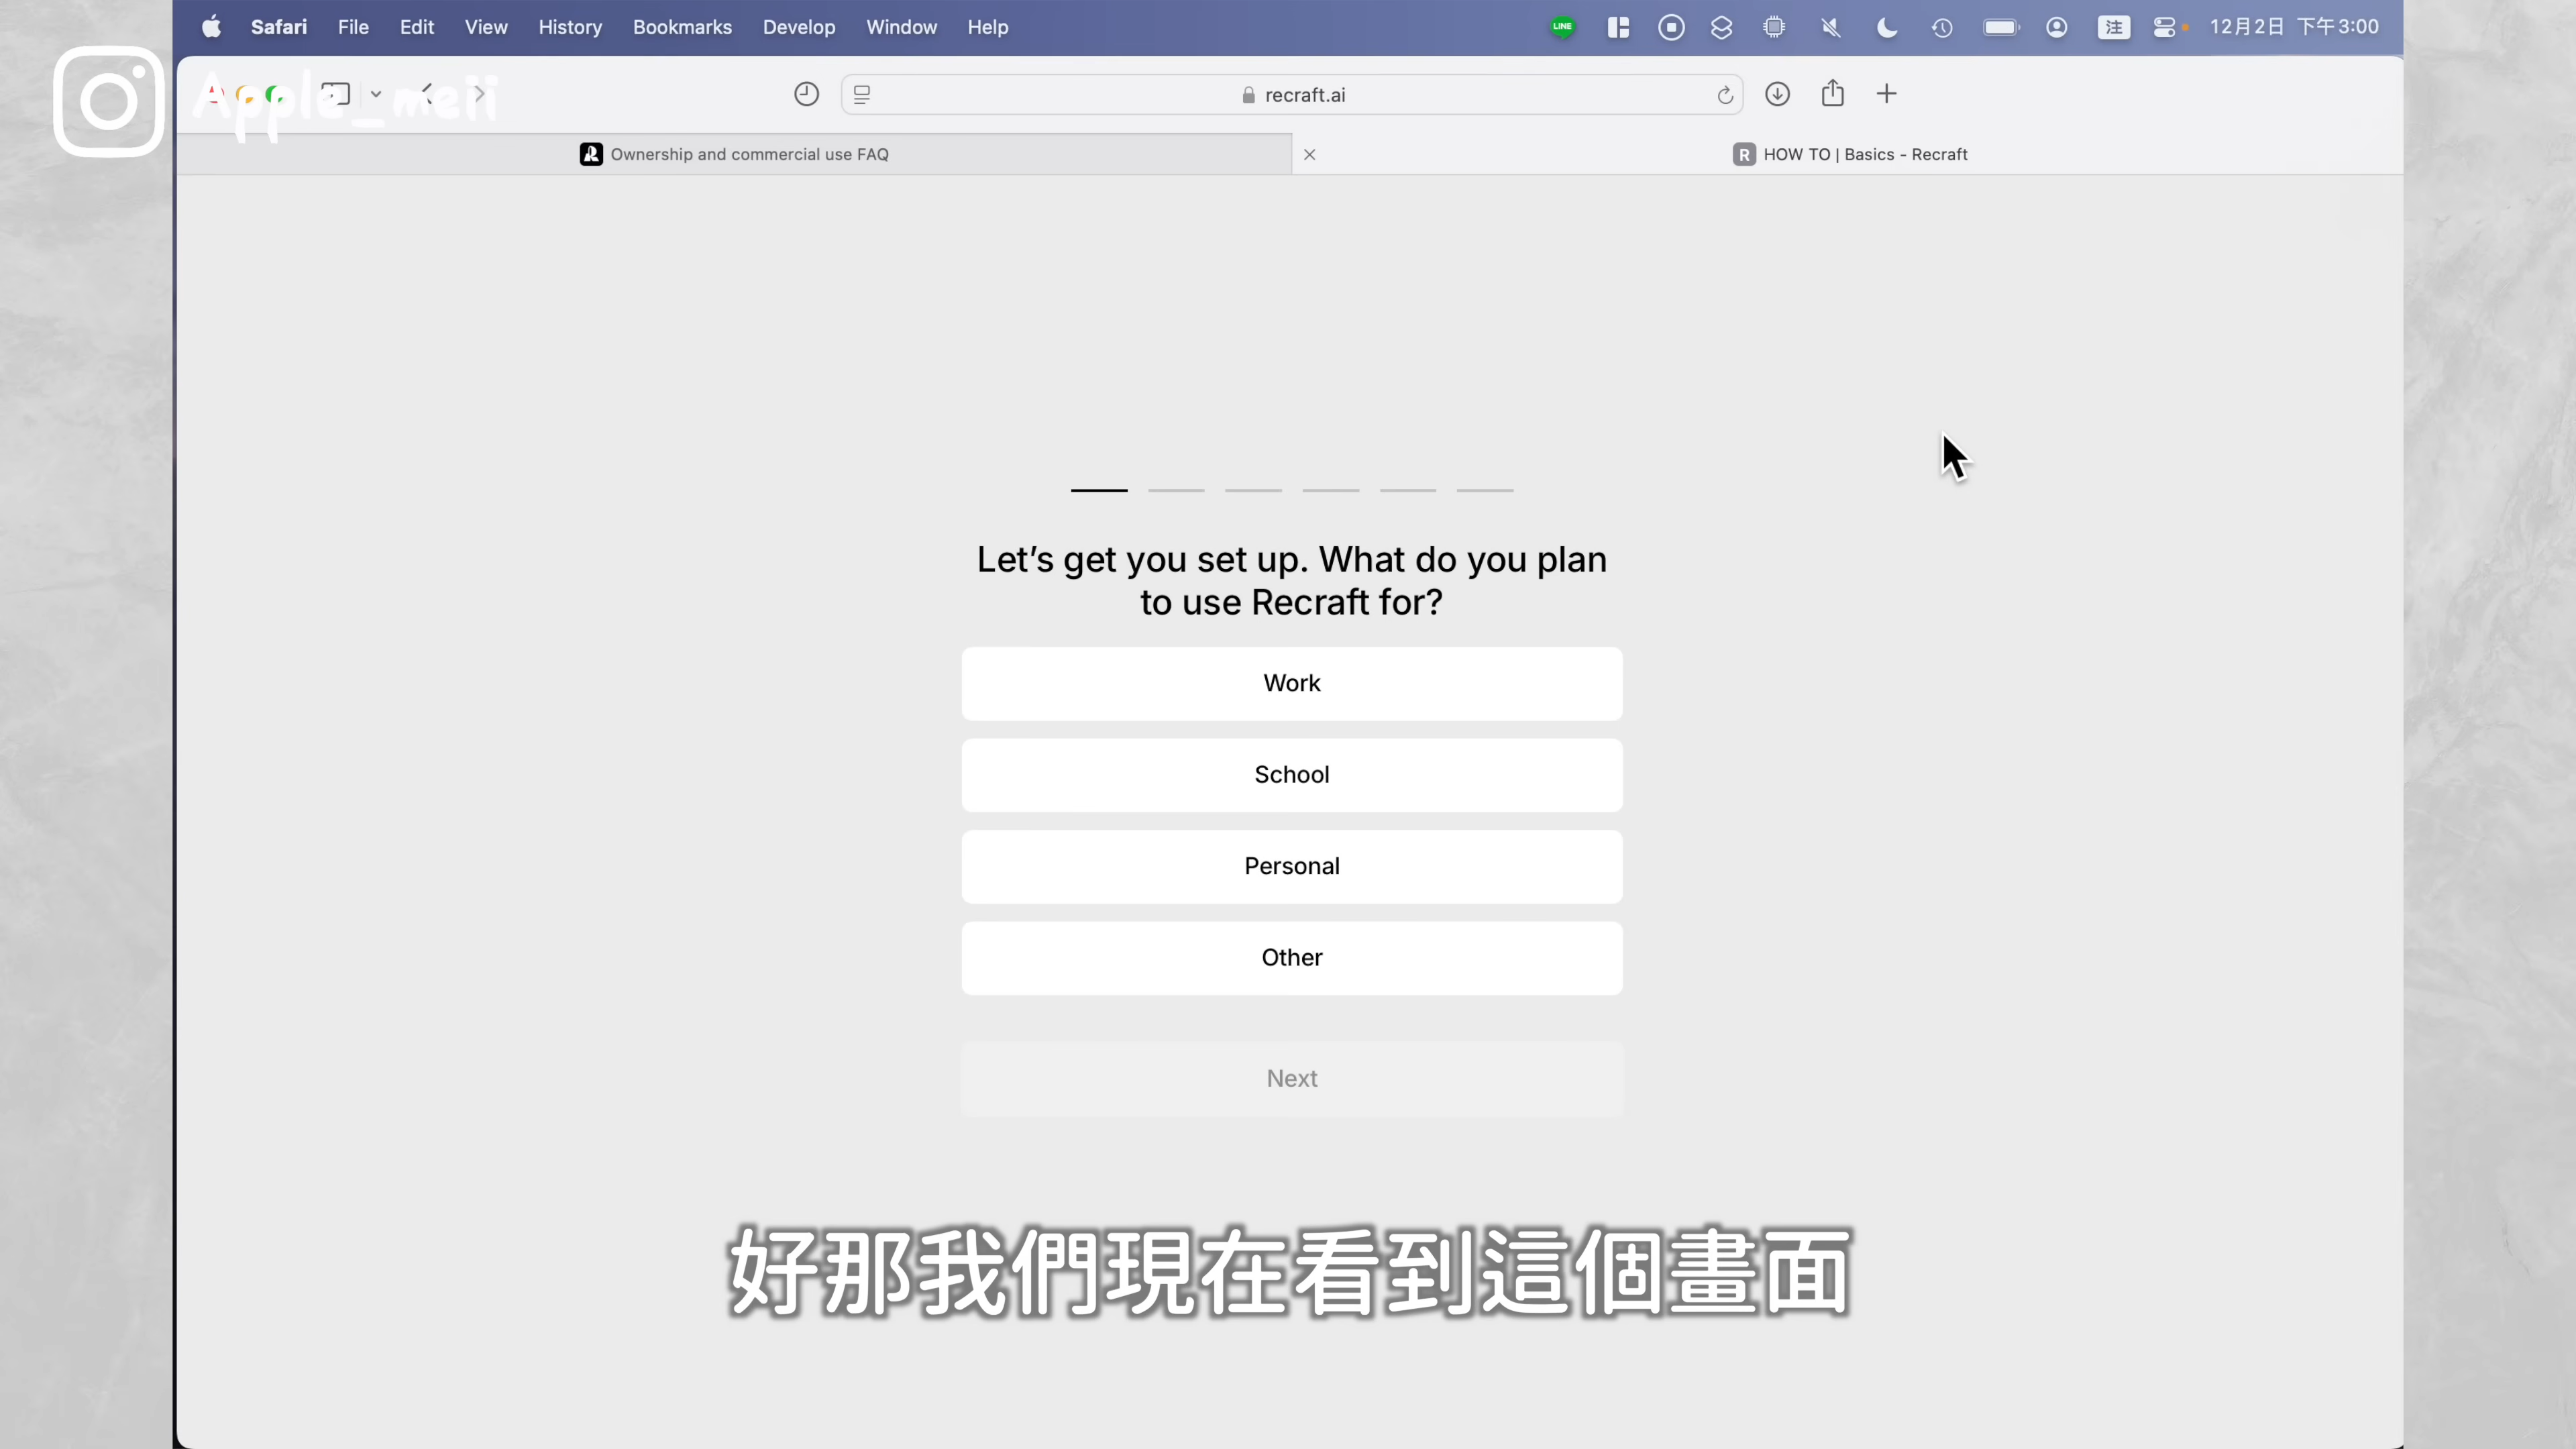 Safari File Edit View History Bookmarks Develop Window Help
LINE
注
12月2日 下午3:00
Apple_meii
recraft.ai
Ownership and commercial use FAQ
R
HOW TO | Basics - Recraft
Let's get you set up. What do you plan
to use Recraft for?
Work
School
Personal
Other
Next
好那我們現在看到這個畫面